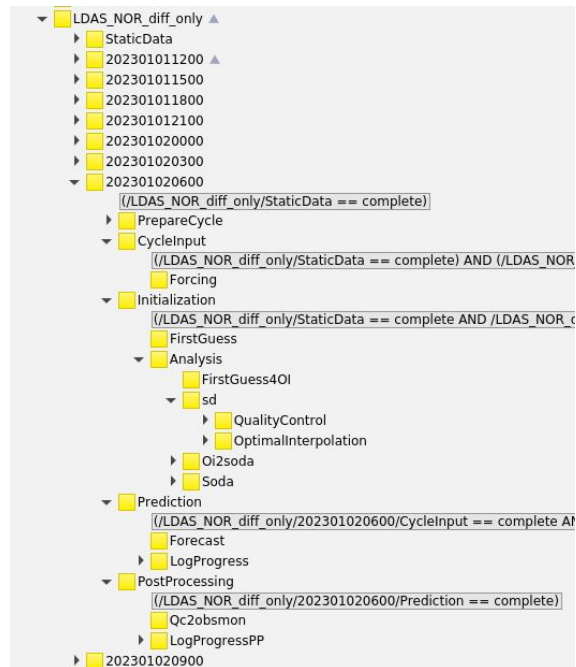 LDAS_NOR_diff_only
StaticData
202301011200
202301011500
202301011800
202301012100
202301020000
202301020300
202301020600
(/LDAS_NOR_diff_only/StaticData == complete)
PrepareCycle
CycleInput
(/LDAS_NOR_diff_only/StaticData == complete) AND (/LDAS_NOR
Forcing
Initialization
(/LDAS_NOR_diff_only/StaticData == complete AND /LDAS_NOR_d
FirstGuess
Analysis
FirstGuess4OI
sd
QualityControl
OptimalInterpolation
Oi2soda
Soda
Prediction
(/LDAS_NOR_diff_only/202301020600/CycleInput == complete AN
Forecast
LogProgress
PostProcessing
(/LDAS_NOR_diff_only/202301020600/Prediction == complete)
Qc2obsmon
LogProgressPP
202301020900